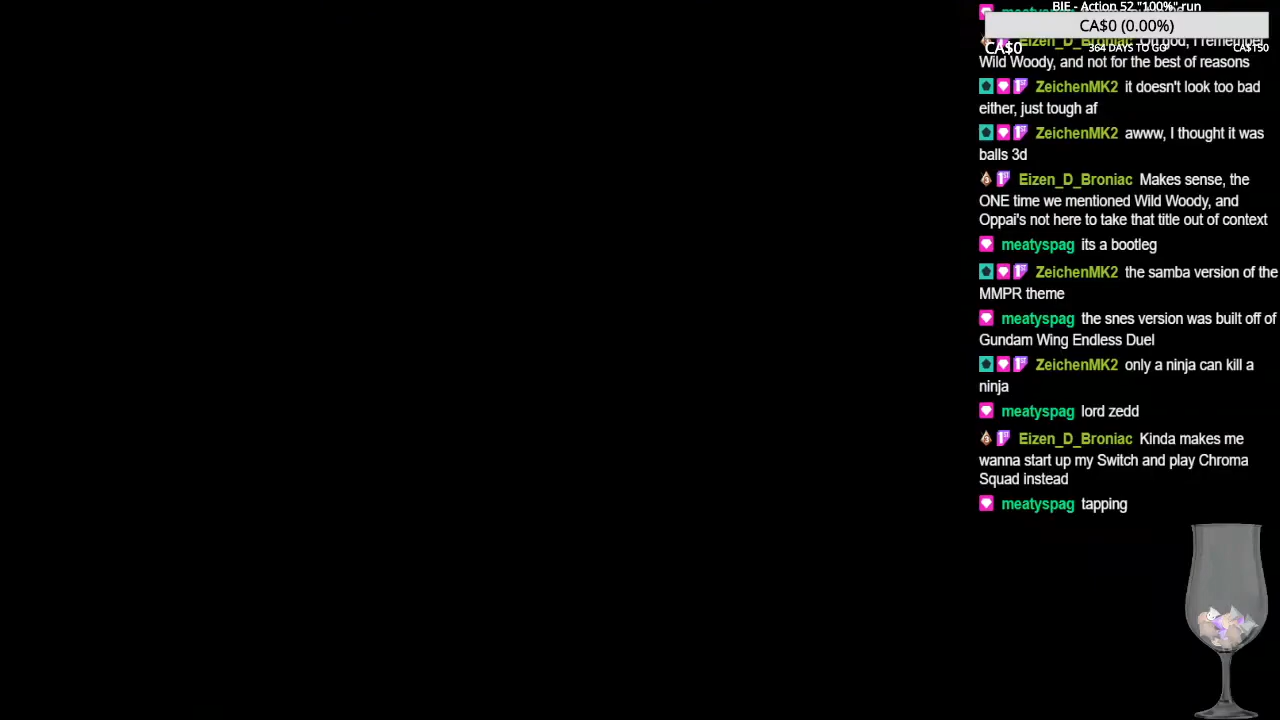 BIE - Action 52 "100%" run
CA$0 (0.00%)
CA$0 364 DAYS TO GO CA$150
meatyspag
Eizen_D_Broniac Oh god, I remember
Wild Woody, and not for the best of reasons
ZeichenMK2 it doesn't look too bad
either, just tough af
ZeichenMK2 awww, I thought it was
balls 3d
Eizen_D_Broniac Makes sense, the
ONE time we mentioned Wild Woody, and
Oppai's not here to take that title out of context
meatyspag its a bootleg
ZeichenMK2 the samba version of the
MMPR theme
meatyspag the snes version was built off of
Gundam Wing Endless Duel
ZeichenMK2 only a ninja can kill a
ninja
meatyspag lord zedd
Eizen_D_Broniac Kinda makes me
wanna start up my Switch and play Chroma
Squad instead
meatyspag tapping